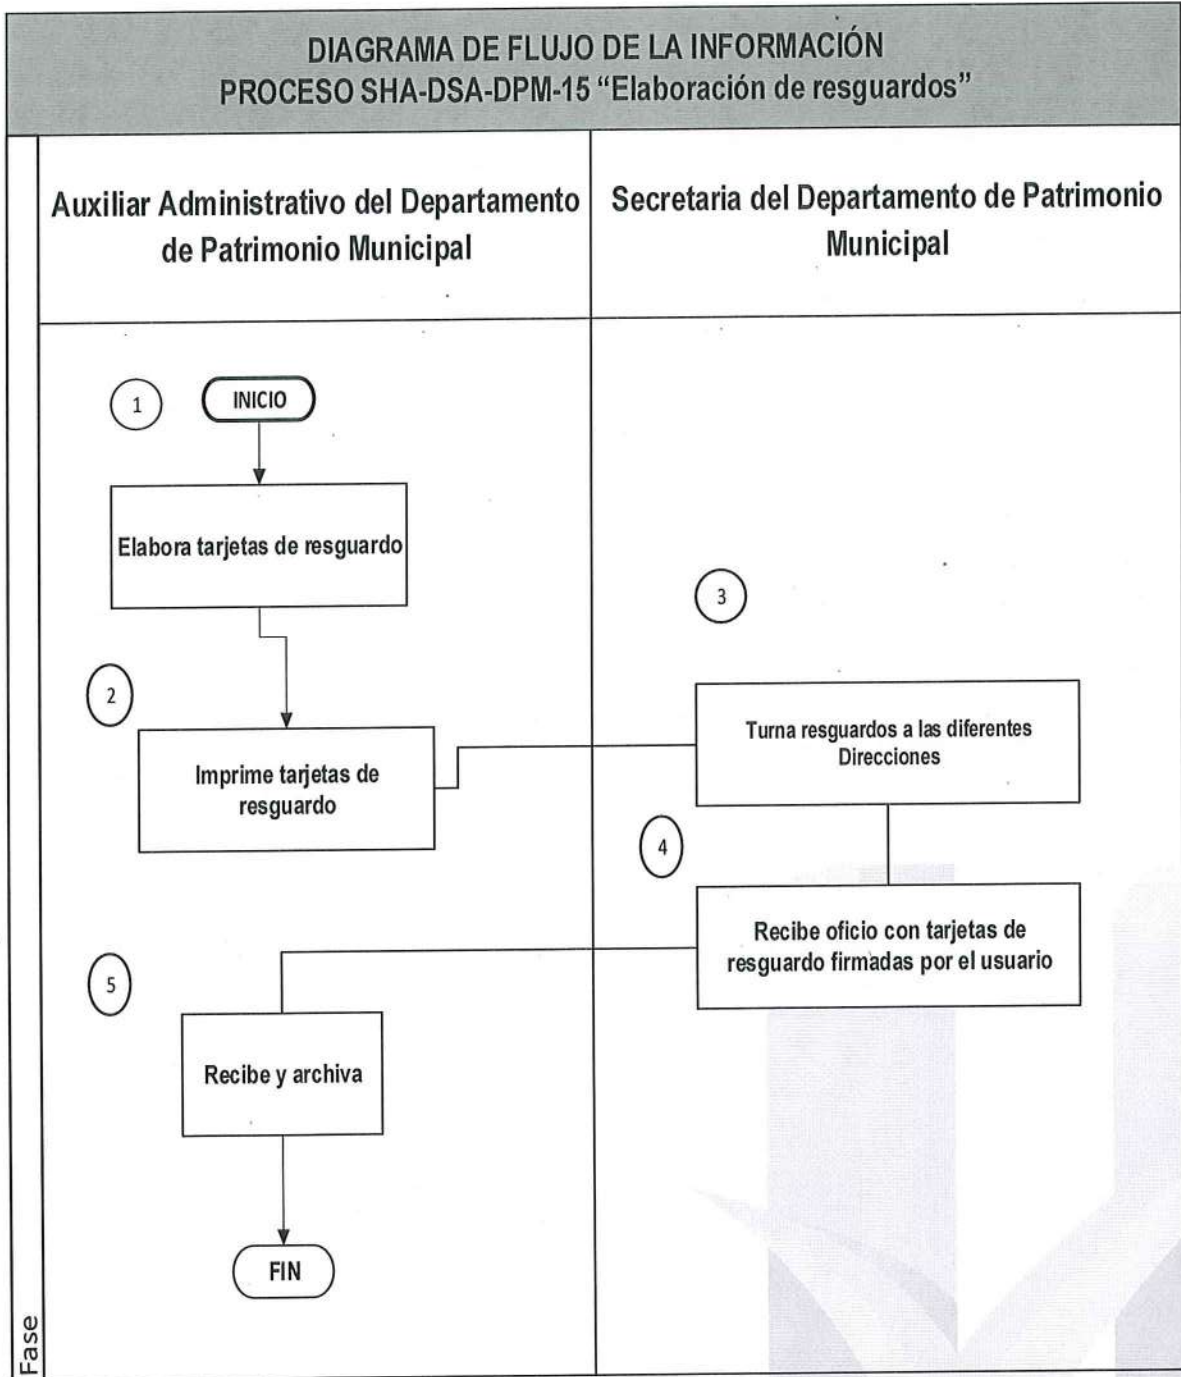 DIAGRAMA DE FLUJO DE LA INFORMACIÓN
PROCESO SHA-DSA-DPM-15 “Elaboración de resguardos”
Auxiliar Administrativo del Departamento
de Patrimonio Municipal
Secretaria del Departamento de Patrimonio
Municipal
1
INICIO
Elabora tarjetas de resguardo
2
Imprime tarjetas de
resguardo
3
Turna resguardos a las diferentes
Direcciones
4
Recibe oficio con tarjetas de
resguardo firmadas por el usuario
5
Recibe y archiva
FIN
Fase